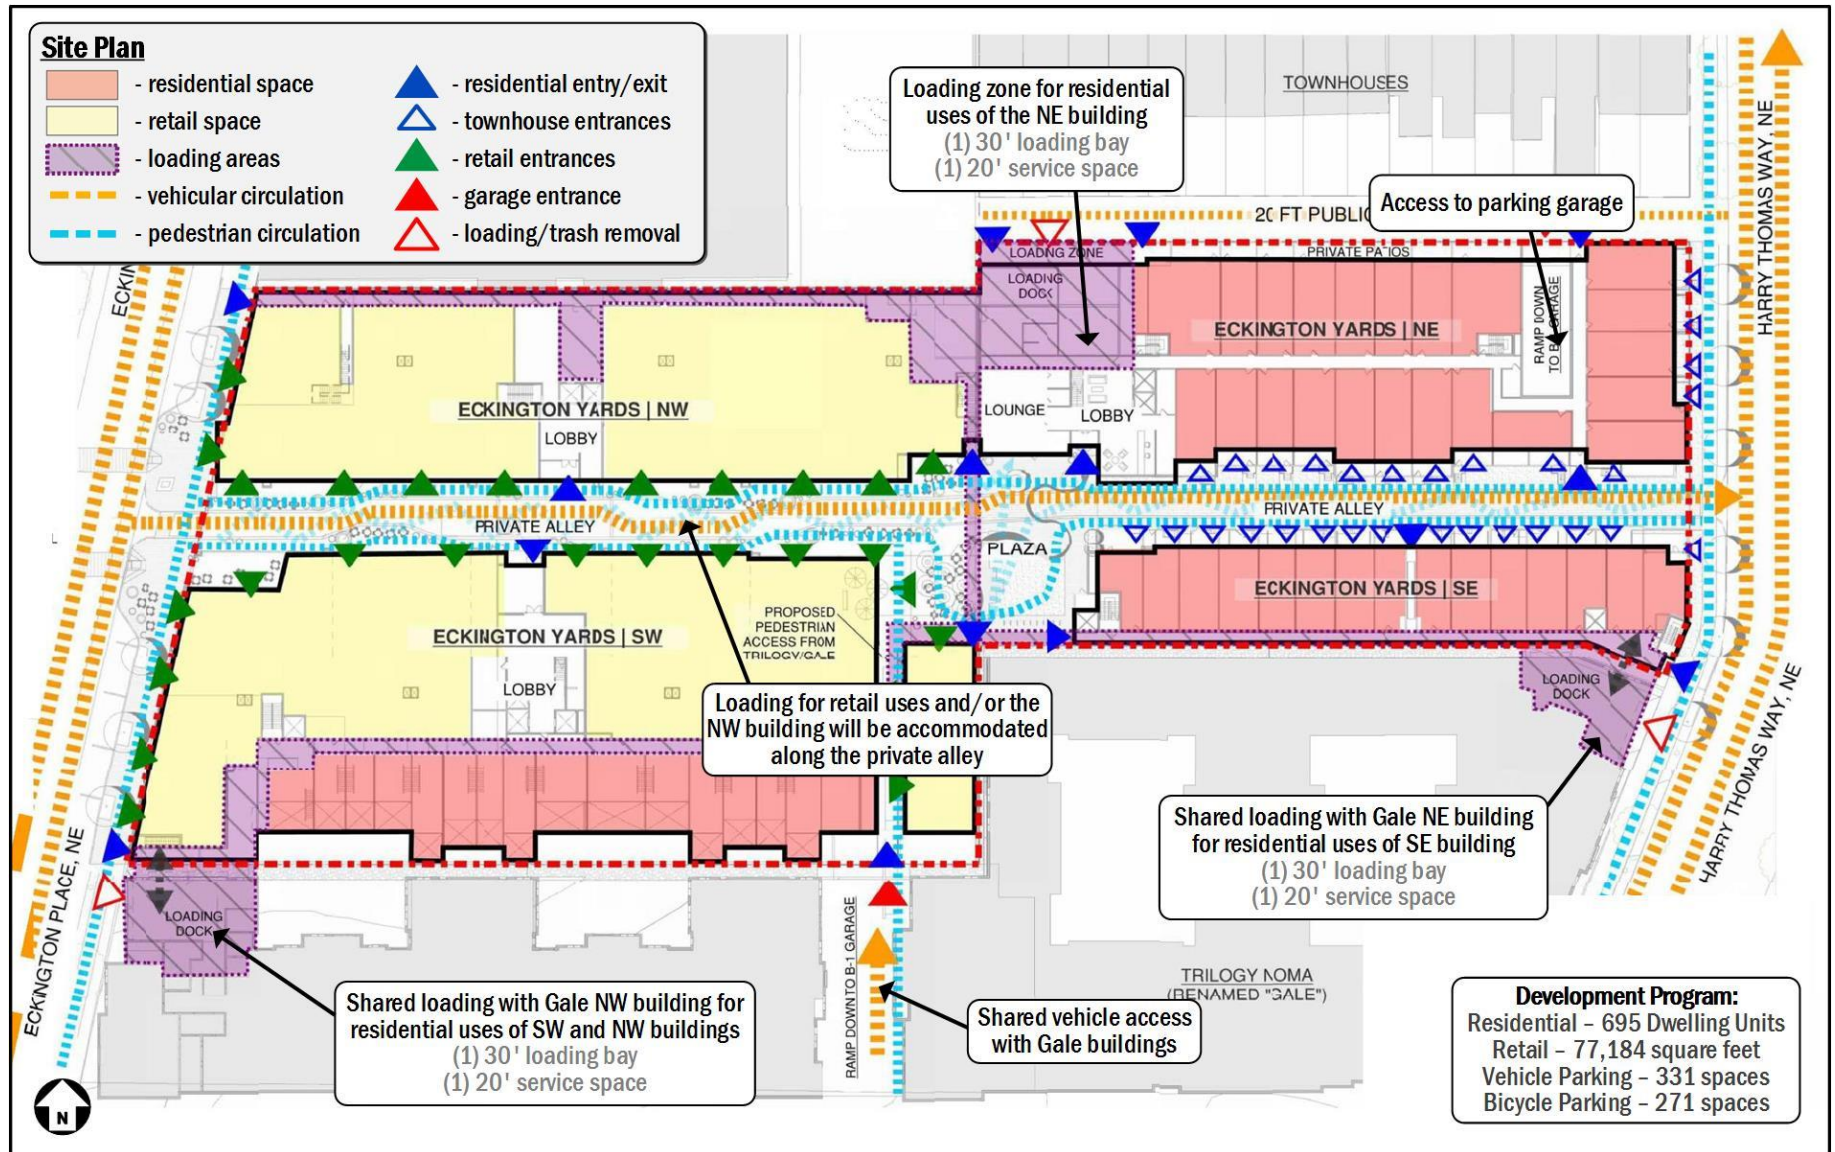 Site Plan
- residential space
- retail space
- loading areas
- vehicular circulation
- pedestrian circulation
- residential entry/exit
- townhouse entrances
- retail entrances
- garage entrance
- loading/trash removal
Loading zone for residential
uses of the NE building
(1) 30' loading bay
(1) 20' service space
TOWNHOUSES
Access to parking garage
20 FT PUBLIC
HARRY THOMAS WAY, NE
LOADNG ZONE
PRIVATE PATIOS
LOADING
DOCK
ECKINGTON YARDS | NE
RAMP DOWN
LOUNGE
LOBBY
ECKINGTON YARDS | NW
LOBBY
PRIVATE ALLEY
PRIVATE ALLEY
PLAZA
ECKINGTON YARDS | SE
PROPOSED
PEDESTRIAN
ACCESS FROM
TRILOGY/GALE
ECKINGTON YARDS | SW
LOBBY
LOADING
DOCK
Loading for retail uses and/or the
NW building will be accommodated
along the private alley
HARRY THOMAS WAY, NE
Shared loading with Gale NE building
for residential uses of SE building
(1) 30' loading bay
(1) 20' service space
ECKINGTON PLACE, NE
LOADING
DOCK
RAMP DOWN TO B-1 GARAGE
TRILOGY NOMA
(RENAMED "GALE")
Shared loading with Gale NW building for
residential uses of SW and NW buildings
(1) 30' loading bay
(1) 20' service space
Shared vehicle access
with Gale buildings
Development Program:
Residential – 695 Dwelling Units
Retail – 77,184 square feet
Vehicle Parking – 331 spaces
Bicycle Parking – 271 spaces
N